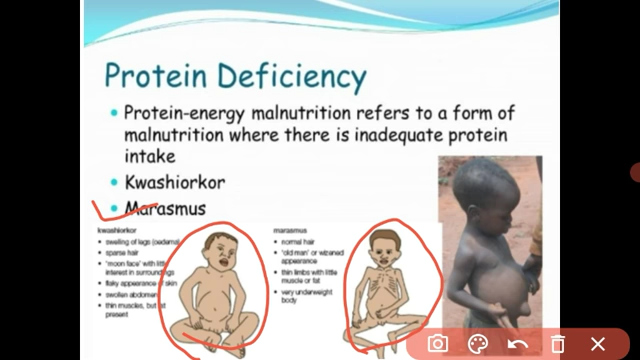 Protein Deficiency
• Protein-energy malnutrition refers to a form of
malnutrition where there is inadequate protein
intake
• Kwashiorkor
• Marasmus
kwashiorkor
• swelling of legs (oedema)
• sparse hair
• 'moon face' with little
interest in surroundings
• flaky appearance of skin
• swollen abdomen
• thin muscles, but fat
present
marasmus
• normal hair
• 'old man' or wizened
appearance
• thin limbs with little
muscle or fat
• very underweight
body